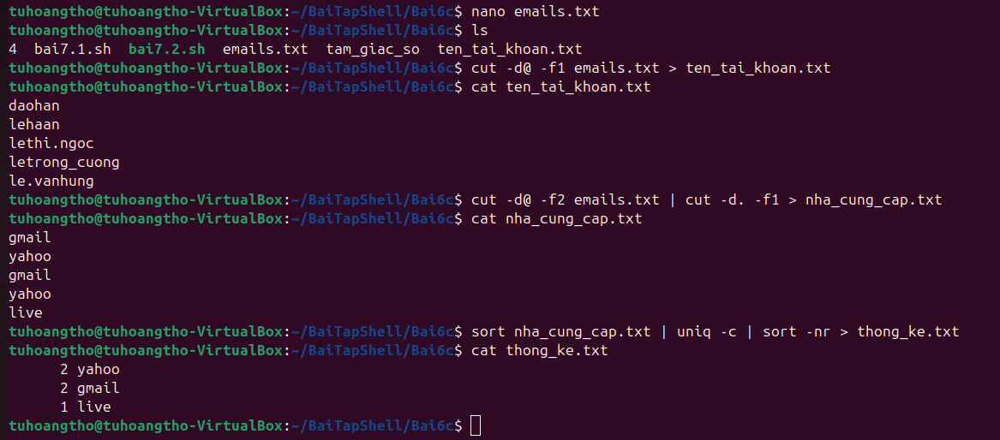 tuhoangtho@tuhoangtho-VirtualBox:~/BaiTapShell/Bai6c$ nano emails.txt
tuhoangtho@tuhoangtho-VirtualBox:~/BaiTapShell/Bai6c$ ls
4  bai7.1.sh  bai7.2.sh  emails.txt  tam_giac_so  ten_tai_khoan.txt
tuhoangtho@tuhoangtho-VirtualBox:~/BaiTapShell/Bai6c$ cut -d@ -f1 emails.txt > ten_tai_khoan.txt
tuhoangtho@tuhoangtho-VirtualBox:~/BaiTapShell/Bai6c$ cat ten_tai_khoan.txt
daohan
lehaan
lethi.ngoc
letrong_cuong
le.vanhung
tuhoangtho@tuhoangtho-VirtualBox:~/BaiTapShell/Bai6c$ cut -d@ -f2 emails.txt | cut -d. -f1 > nha_cung_cap.txt
tuhoangtho@tuhoangtho-VirtualBox:~/BaiTapShell/Bai6c$ cat nha_cung_cap.txt
gmail
yahoo
gmail
yahoo
live
tuhoangtho@tuhoangtho-VirtualBox:~/BaiTapShell/Bai6c$ sort nha_cung_cap.txt | uniq -c | sort -nr > thong_ke.txt
tuhoangtho@tuhoangtho-VirtualBox:~/BaiTapShell/Bai6c$ cat thong_ke.txt
      2 yahoo
      2 gmail
      1 live
tuhoangtho@tuhoangtho-VirtualBox:~/BaiTapShell/Bai6c$